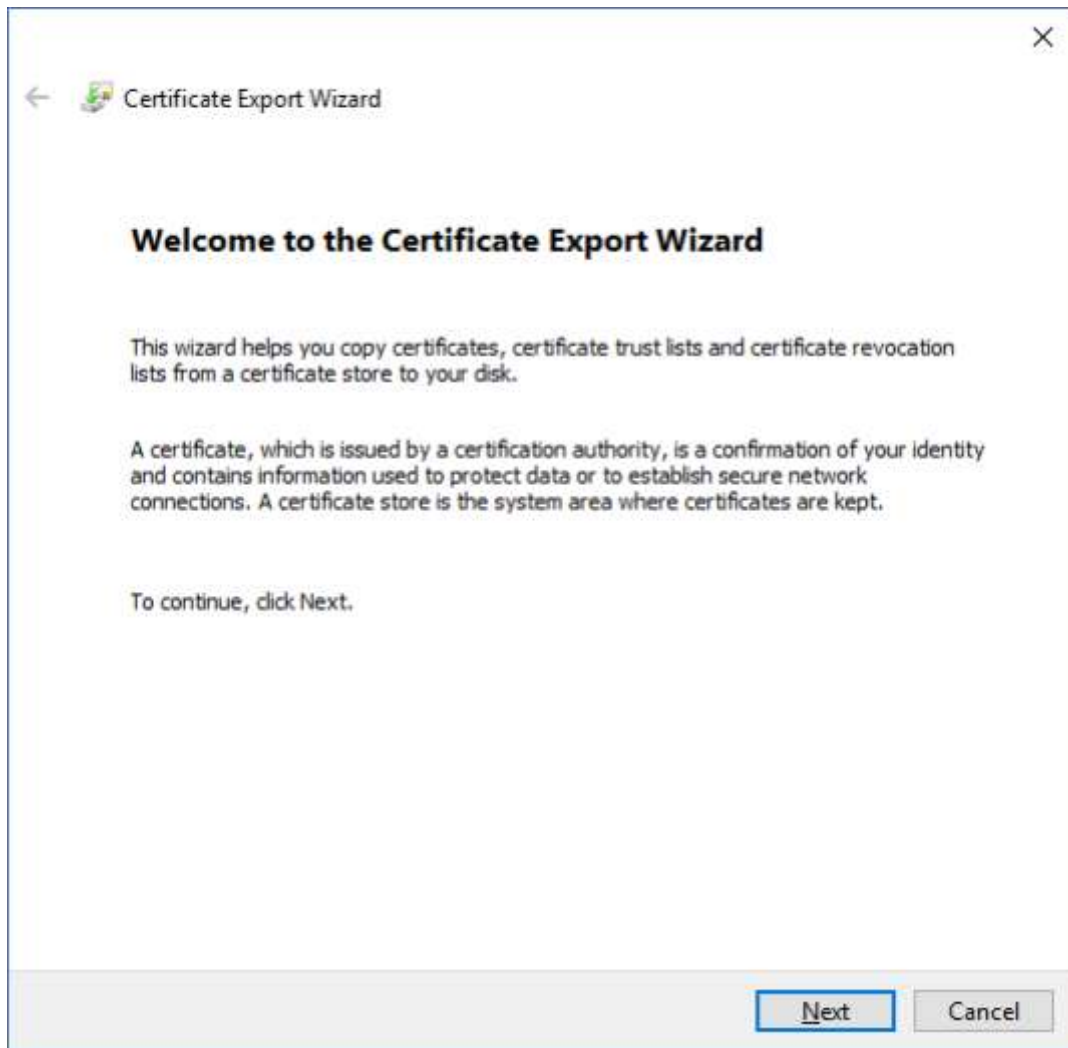 Certificate Export Wizard
Welcome to the Certificate Export Wizard
This wizard helps you copy certificates, certificate trust lists and certificate revocation
lists from a certificate store to your disk.
A certificate, which is issued by a certification authority, is a confirmation of your identity
and contains information used to protect data or to establish secure network
connections. A certificate store is the system area where certificates are kept.
To continue, click Next.
Next
Cancel